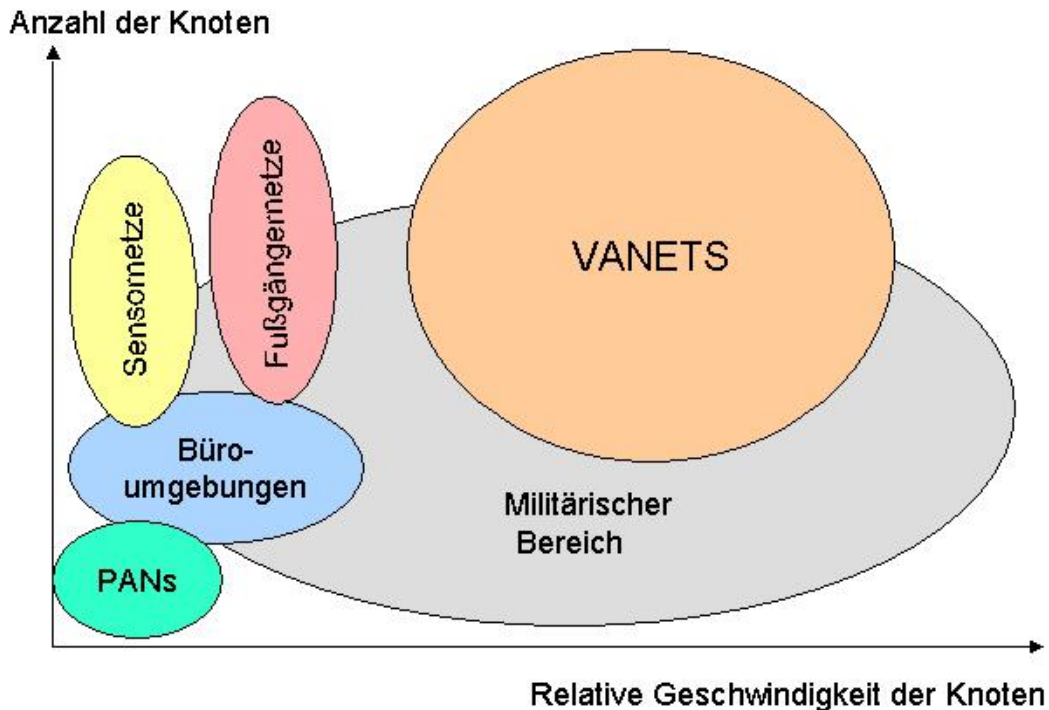 Anzahl der Knoten
Sensornetze
Fußgängernetze
VANETS
Büro-
umgebungen
Militärischer
Bereich
PANs
Relative Geschwindigkeit der Knoten